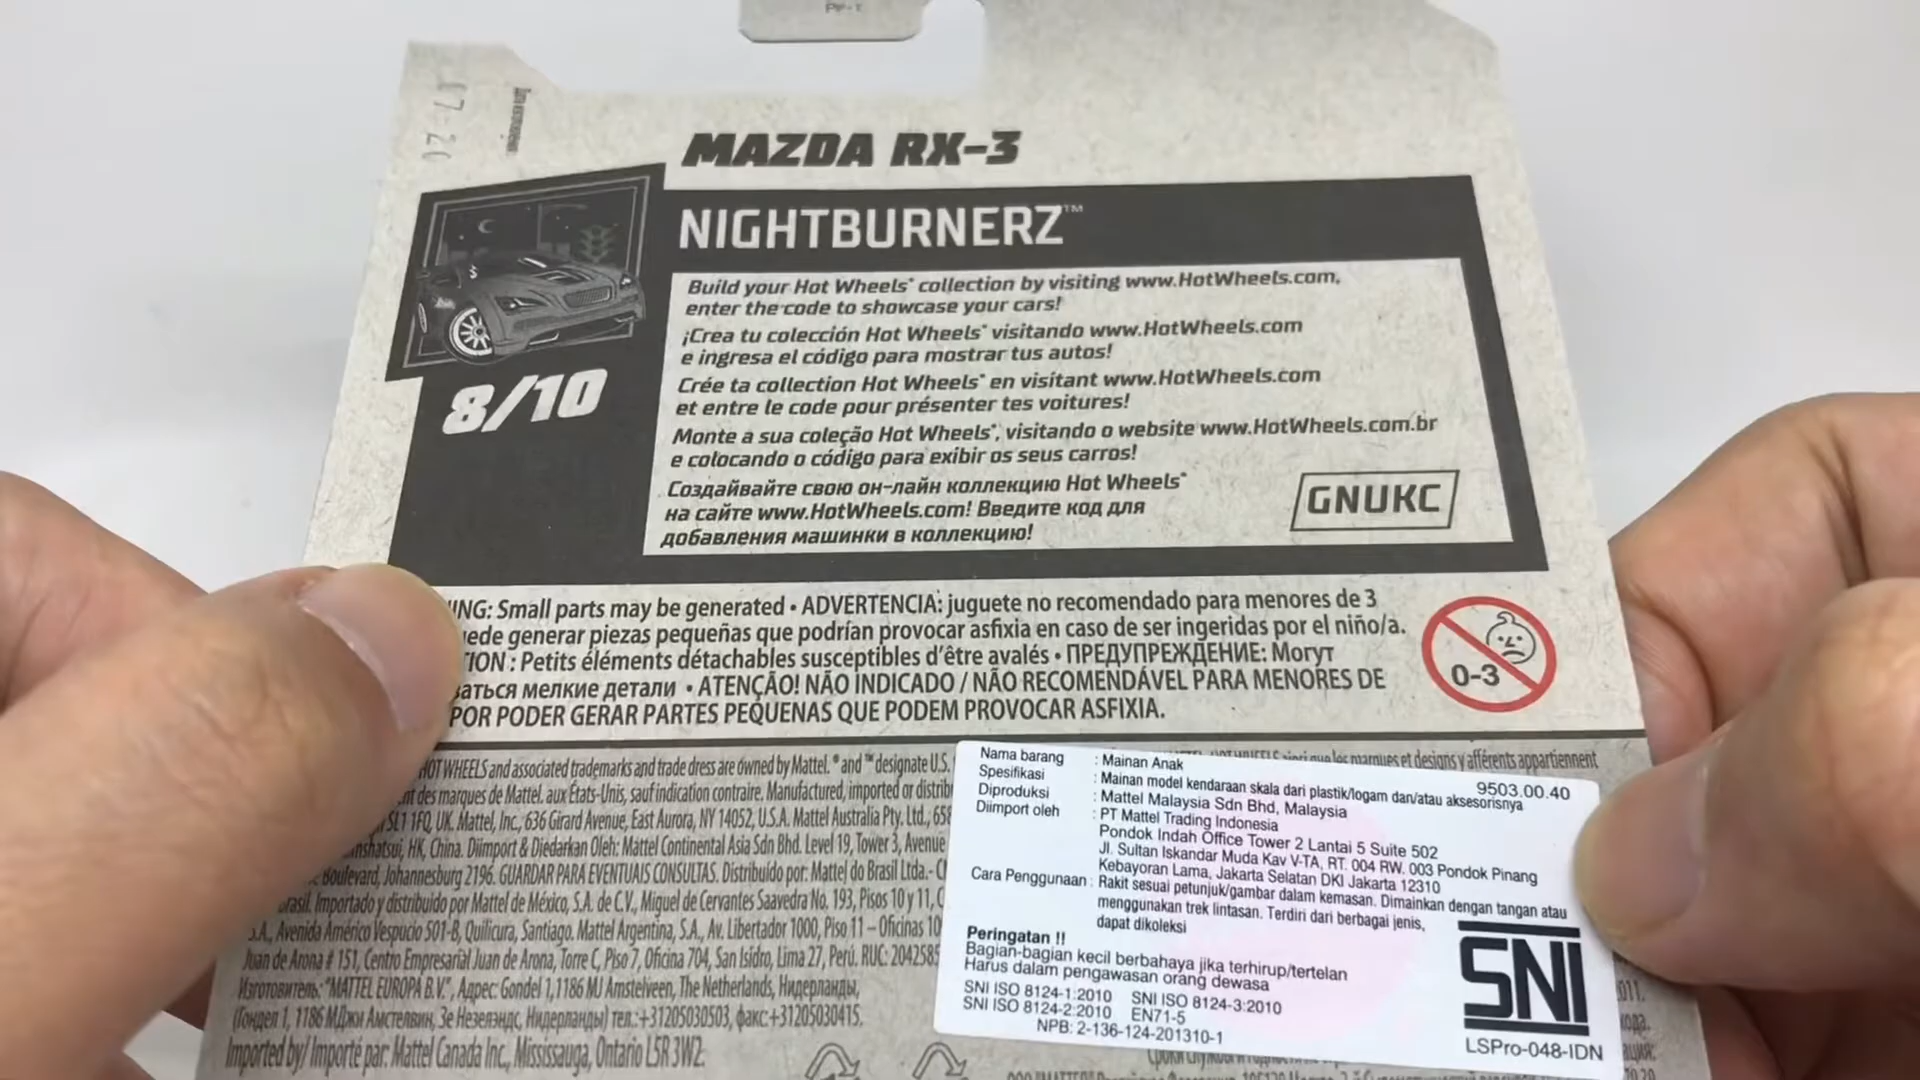 MAZDA RX-3
NIGHTBURNERZ™
8/10
Build your Hot Wheels® collection by visiting www.HotWheels.com,
enter the code to showcase your cars!
¡Crea tu colección Hot Wheels® visitando www.HotWheels.com
e ingresa el código para mostrar tus autos!
Crée ta collection Hot Wheels® en visitant www.HotWheels.com
et entre le code pour présenter tes voitures!
Monte a sua coleção Hot Wheels®, visitando o website www.HotWheels.com.br
e colocando o código para exibir os seus carros!
Создайвайте свою он-лайн коллекцию Hot Wheels®
на сайте www.HotWheels.com! Введите код для
добавления машинки в коллекцию!
GNUKC
Small parts may be generated • ADVERTENCIA: juguete no recomendado para menores de 3
generar piezas pequeñas que podrían provocar asfixia en caso de ser ingeridas por el niño/a.
: Petits éléments détachables susceptibles d'être avalés • ПРЕДУПРЕЖДЕНИЕ: Могут
мелкие детали • ATENÇÃO! NÃO INDICADO / NÃO RECOMENDÁVEL PARA MENORES DE
POR PODER GERAR PARTES PEQUENAS QUE PODEM PROVOCAR ASFIXIA.
0-3
HOT WHEELS and associated trademarks and trade dress are owned by Mattel. ® and ™ designate U.S.
des marques de Mattel. aux États-Unis, sauf indication contraire. Manufactured, imported or
SL1 1FQ, UK. Mattel, Inc., 636 Girard Avenue, East Aurora, NY 14052, U.S.A. Mattel Australia Pty. Ltd.,
HK, China. Diimport & Diedarkan Oleh: Mattel Continental Asia Sdn Bhd. Level 19, Tower 3, Avenue
Boulevard, Johannesburg 2196. GUARDAR PARA EVENTUAIS CONSULTAS. Distribuído por: Mattel do Brasil Ltda.-
Importado y distribuido por Mattel de México, S.A. de C.V., Miguel de Cervantes Saavedra No. 193, Pisos 10 y 11,
Avenida Américo Vespucio 501-B, Quilicura, Santiago. Mattel Argentina, S.A., Av. Libertador 1000, Piso 11 – Oficinas
Juan de Arona # 151, Centro Empresarial Juan de Arona, Torre C, Piso 7, Oficina 704, San Isidro, Lima 27, Perú. RUC:
Изготовитель: "MATTEL EUROPA B.V.", Адрес: Gondel 1, 1186 MJ Amstelveen, The Netherlands, Нидерланды,
(Гондел 1, 1186 МДжи Амстелвин, Зе Незелэндс, Нидерланды) тел.:+31205030503, факс:+31205030415.
Imported by/ Importé par: Mattel Canada Inc., Mississauga, Ontario L5R 3W2.
Nama barang : Mainan Anak
9503.00.40
Spesifikasi : Mainan model kendaraan skala dari plastik/logam dan/atau aksesorisnya
Diproduksi : Mattel Malaysia Sdn Bhd, Malaysia
Diimport oleh : PT Mattel Trading Indonesia
Pondok Indah Office Tower 2 Lantai 5 Suite 502
Jl. Sultan Iskandar Muda Kav V-TA, RT. 004 RW. 003 Pondok Pinang
Kebayoran Lama, Jakarta Selatan DKI Jakarta 12310
Cara Penggunaan : Rakit sesuai petunjuk/gambar dalam kemasan. Dimainkan dengan tangan atau
menggunakan trek lintasan. Terdiri dari berbagai jenis,
dapat dikoleksi
Peringatan !!
Bagian-bagian kecil berbahaya jika terhirup/tertelan
Harus dalam pengawasan orang dewasa
SNI ISO 8124-1:2010 SNI ISO 8124-3:2010
SNI ISO 8124-2:2010 EN71-5
NPB: 2-136-124-201310-1
SNI
LSPro-048-IDN